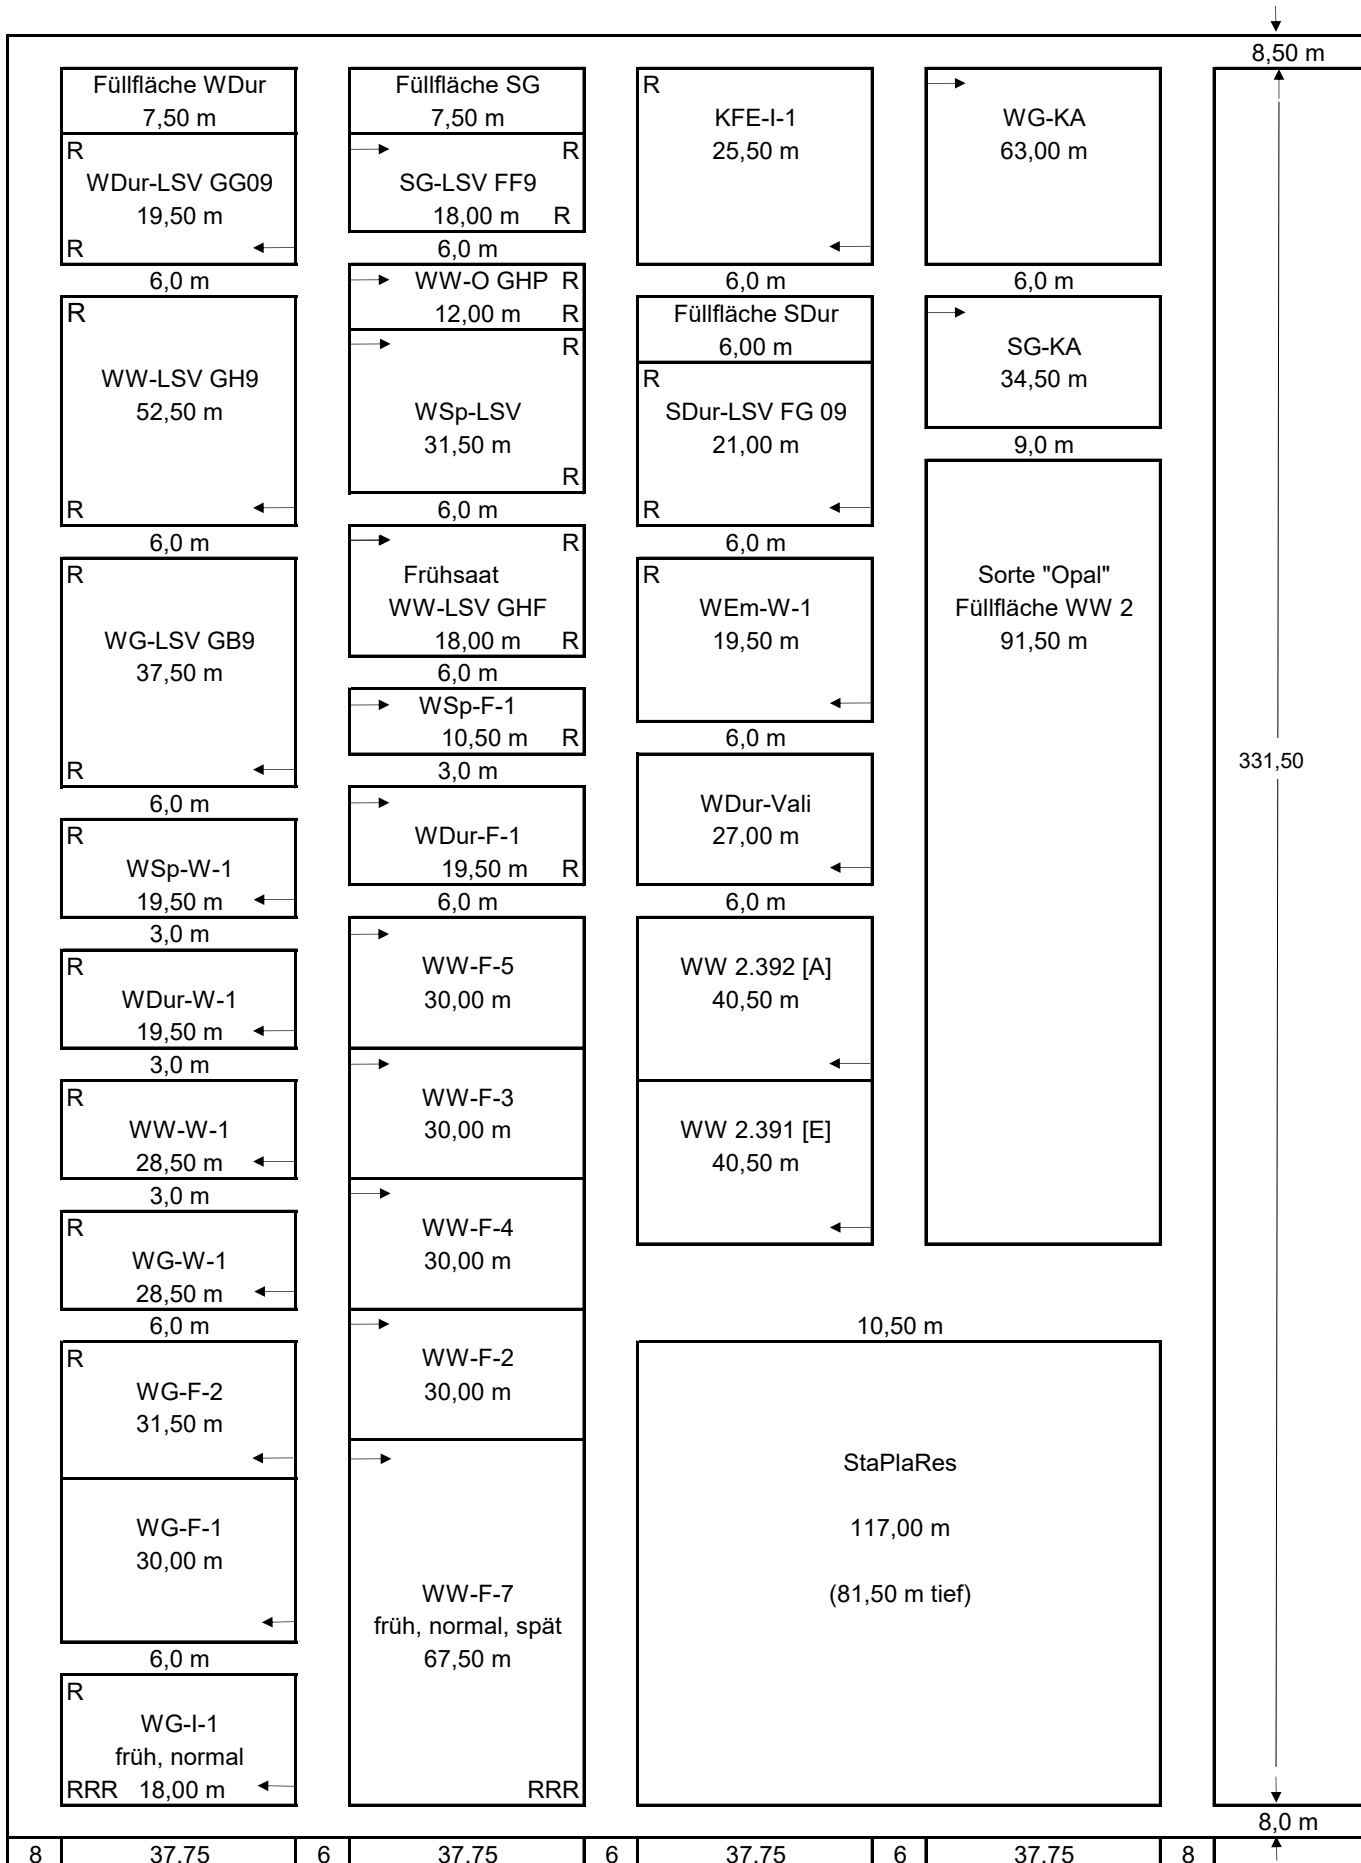 8,50 m
Füllfläche WDur
7,50 m
R
WDur-LSV GG09
19,50 m
R
6,0 m
R
WW-LSV GH9
52,50 m
R
6,0 m
R
WG-LSV GB9
37,50 m
R
6,0 m
R
WSp-W-1
19,50 m
3,0 m
R
WDur-W-1
19,50 m
3,0 m
R
WW-W-1
28,50 m
3,0 m
R
WG-W-1
28,50 m
6,0 m
R
WG-F-2
31,50 m
WG-F-1
30,00 m
6,0 m
R
WG-I-1
früh, normal
RRR 18,00 m
Füllfläche SG
7,50 m
R
SG-LSV FF9
18,00 m R
6,0 m
WW-O GHP R
12,00 m R
R
WSp-LSV
31,50 m
R
6,0 m
R
Frühsaat
WW-LSV GHF
18,00 m R
6,0 m
WSp-F-1
10,50 m R
3,0 m
WDur-F-1
19,50 m R
6,0 m
WW-F-5
30,00 m
WW-F-3
30,00 m
WW-F-4
30,00 m
WW-F-2
30,00 m
WW-F-7
früh, normal, spät
67,50 m
RRR
R
KFE-I-1
25,50 m
6,0 m
Füllfläche SDur
6,00 m
R
SDur-LSV FG 09
21,00 m
R
6,0 m
R
WEm-W-1
19,50 m
6,0 m
WDur-Vali
27,00 m
6,0 m
WW 2.392 [A]
40,50 m
WW 2.391 [E]
40,50 m
WG-KA
63,00 m
6,0 m
SG-KA
34,50 m
9,0 m
Sorte "Opal"
Füllfläche WW 2
91,50 m
10,50 m
StaPlaRes
117,00 m
(81,50 m tief)
331,50
8,0 m
8 37,75 6 37,75 6 37,75 6 37,75 8